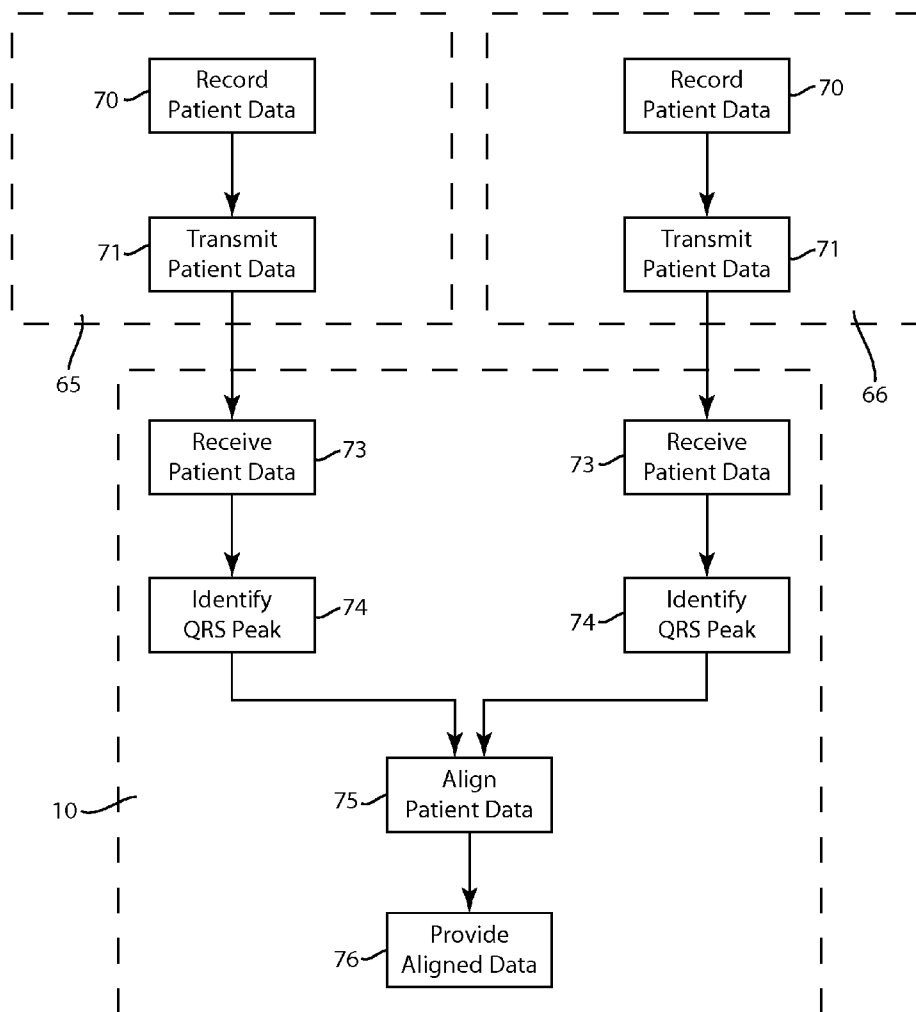 70
Record
Patient Data
Record
Patient Data
70
71
Transmit
Patient Data
Transmit
Patient Data
71
65
66
Receive
Patient Data
73
73
Receive
Patient Data
Identify
QRS Peak
74
74
Identify
QRS Peak
10
75
Align
Patient Data
76
Provide
Aligned Data